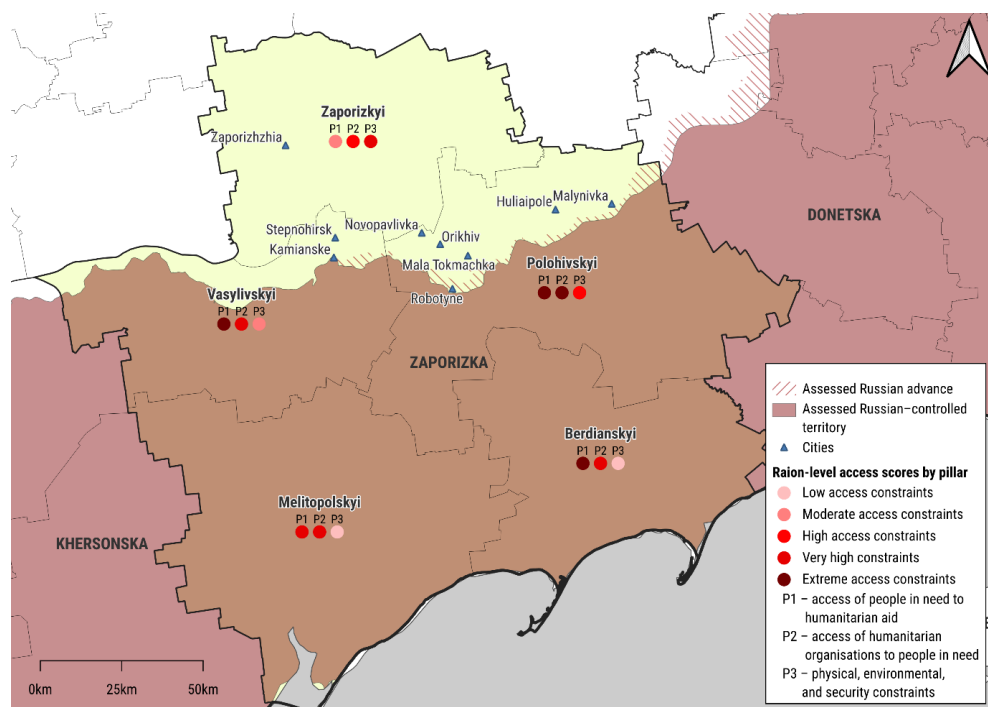 Zaporizkyi
P1 P2 P3
Zaporizhzhia
Huliaipole
Malynivka
Stepnohirsk
Novopavlivka
Kamianske
Orikhiv
Mala Tokmachka
Robotyne
DONETSKA
Polohivskyi
P1 P2 P3
Vasylivskyi
P1 P2 P3
ZAPORIZKA
Berdianskyi
P1 P2 P3
Melitopolskyi
P1 P2 P3
KHERSONSKA
0km 25km 50km
Assessed Russian advance
Assessed Russian–controlled
territory
Cities
Raion-level access scores by pillar
Low access constraints
Moderate access constraints
High access constraints
Very high constraints
Extreme access constraints
P1 – access of people in need to
humanitarian aid
P2 – access of humanitarian
organisations to people in need
P3 – physical, environmental,
and security constraints